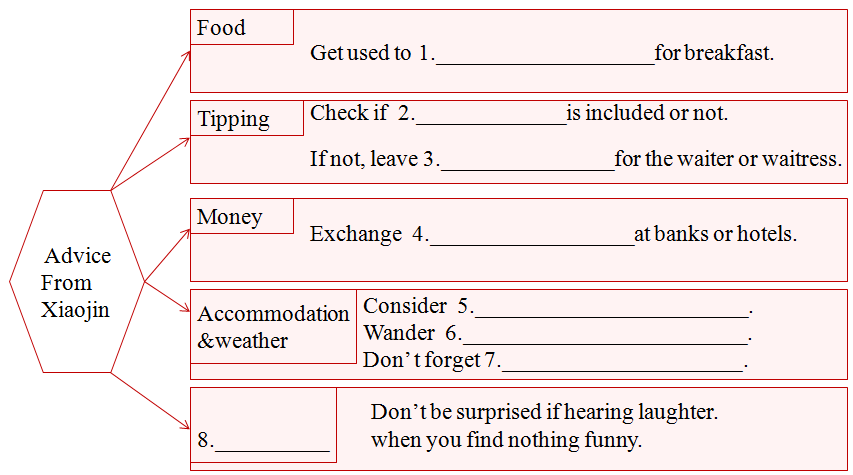 Food
Get used to 1.____________________for breakfast.
Tipping
Check if 2.______________is included or not.
If not, leave 3.________________for the waiter or waitress.
Money
Exchange 4.___________________at banks or hotels.
Advice
From
Xiaojin
Accommodation
&weather
Consider 5._________________________.
Wander 6.__________________________.
Don't forget 7.______________________.
8.___________
Don't be surprised if hearing laughter.
when you find nothing funny.